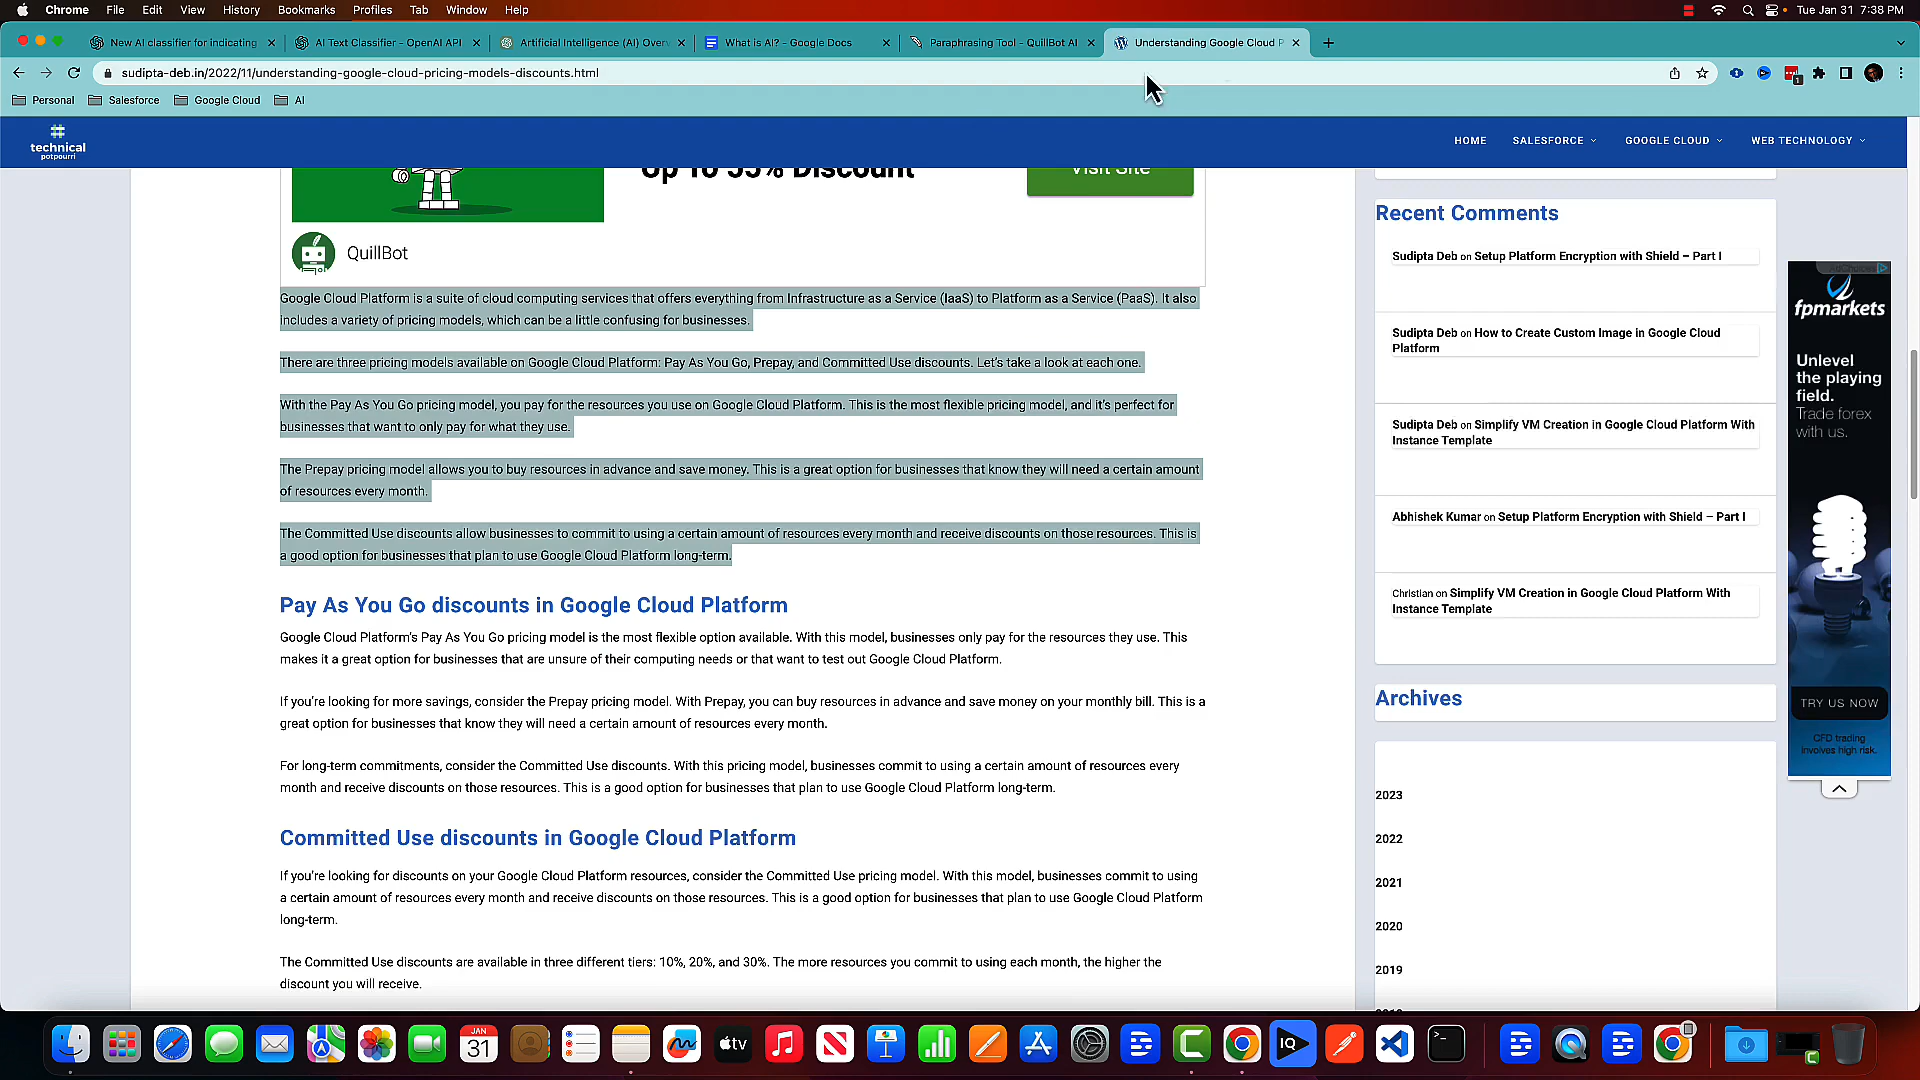 Chrome File Edit View History Bookmarks Profiles Tab Window Help Tue Jan 31 7:38 PM
New AI classifier for indicating AI Text Classifier - OpenAI API Artificial Intelligence (AI) Over What is AI? - Google Docs Paraphrasing Tool - QuillBot AI Understanding Google Cloud P
sudipta-deb.in/2022/11/understanding-google-cloud-pricing-models-discounts.html
Personal Salesforce Google Cloud AI
technical
potpourri
HOME SALESFORCE GOOGLE CLOUD WEB TECHNOLOGY
Up To 55% Discount
Visit Site
QuillBot
Google Cloud Platform is a suite of cloud computing services that offers everything from Infrastructure as a Service (IaaS) to Platform as a Service (PaaS). It also
includes a variety of pricing models, which can be a little confusing for businesses.
There are three pricing models available on Google Cloud Platform: Pay As You Go, Prepay, and Committed Use discounts. Let's take a look at each one.
With the Pay As You Go pricing model, you pay for the resources you use on Google Cloud Platform. This is the most flexible pricing model, and it's perfect for
businesses that want to only pay for what they use.
The Prepay pricing model allows you to buy resources in advance and save money. This is a great option for businesses that know they will need a certain amount
of resources every month.
The Committed Use discounts allow businesses to commit to using a certain amount of resources every month and receive discounts on those resources. This is
a good option for businesses that plan to use Google Cloud Platform long-term.
Pay As You Go discounts in Google Cloud Platform
Google Cloud Platform's Pay As You Go pricing model is the most flexible option available. With this model, businesses only pay for the resources they use. This
makes it a great option for businesses that are unsure of their computing needs or that want to test out Google Cloud Platform.
If you're looking for more savings, consider the Prepay pricing model. With Prepay, you can buy resources in advance and save money on your monthly bill. This is a
great option for businesses that know they will need a certain amount of resources every month.
For long-term commitments, consider the Committed Use discounts. With this pricing model, businesses commit to using a certain amount of resources every
month and receive discounts on those resources. This is a good option for businesses that plan to use Google Cloud Platform long-term.
Committed Use discounts in Google Cloud Platform
If you're looking for discounts on your Google Cloud Platform resources, consider the Committed Use pricing model. With this model, businesses commit to using
a certain amount of resources every month and receive discounts on those resources. This is a good option for businesses that plan to use Google Cloud Platform
long-term.
The Committed Use discounts are available in three different tiers: 10%, 20%, and 30%. The more resources you commit to using each month, the higher the
discount you will receive.
Recent Comments
Sudipta Deb on Setup Platform Encryption with Shield – Part I
Sudipta Deb on How to Create Custom Image in Google Cloud
Platform
Sudipta Deb on Simplify VM Creation in Google Cloud Platform With
Instance Template
Abhishek Kumar on Setup Platform Encryption with Shield – Part I
Christian on Simplify VM Creation in Google Cloud Platform With
Instance Template
Archives
2023
2022
2021
2020
2019
fpmarkets
Unlevel
the playing
field.
Trade forex
with us.
TRY US NOW
CFD trading
involves high risk.
JAN
31
tv
IQ